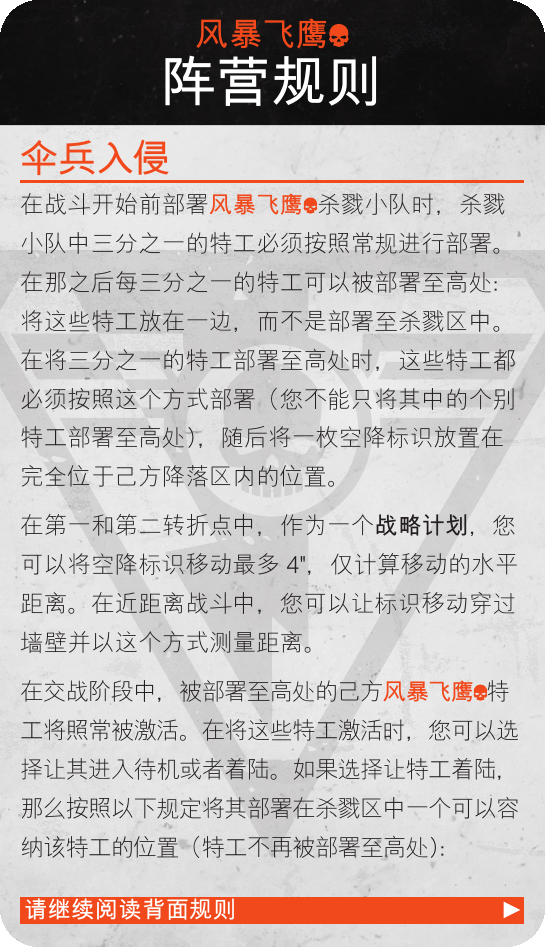 风暴飞鹰
阵营规则
伞兵入侵
在战斗开始前部署风暴飞鹰杀戮小队时，杀戮
小队中三分之一的特工必须按照常规进行部署。
在那之后每三分之一的特工可以被部署至高处:
将这些特工放在一边，而不是部署至杀戮区中。
在将三分之一的特工部署至高处时，这些特工都
必须按照这个方式部署（您不能只将其中的个别
特工部署至高处），随后将一枚空降标识放置在
完全位于己方降落区内的位置。
在第一和第二转折点中，作为一个战略计划，您
可以将空降标识移动最多 4"，仅计算移动的水平
距离。在近距离战斗中，您可以让标识移动穿过
墙壁并以这个方式测量距离。
在交战阶段中，被部署至高处的己方风暴飞鹰特
工将照常被激活。在将这些特工激活时，您可以选
择让其进入待机或者着陆。如果选择让特工着陆，
那么按照以下规定将其部署在杀戮区中一个可以容
纳该特工的位置（特工不再被部署至高处）:
请继续阅读背面规则